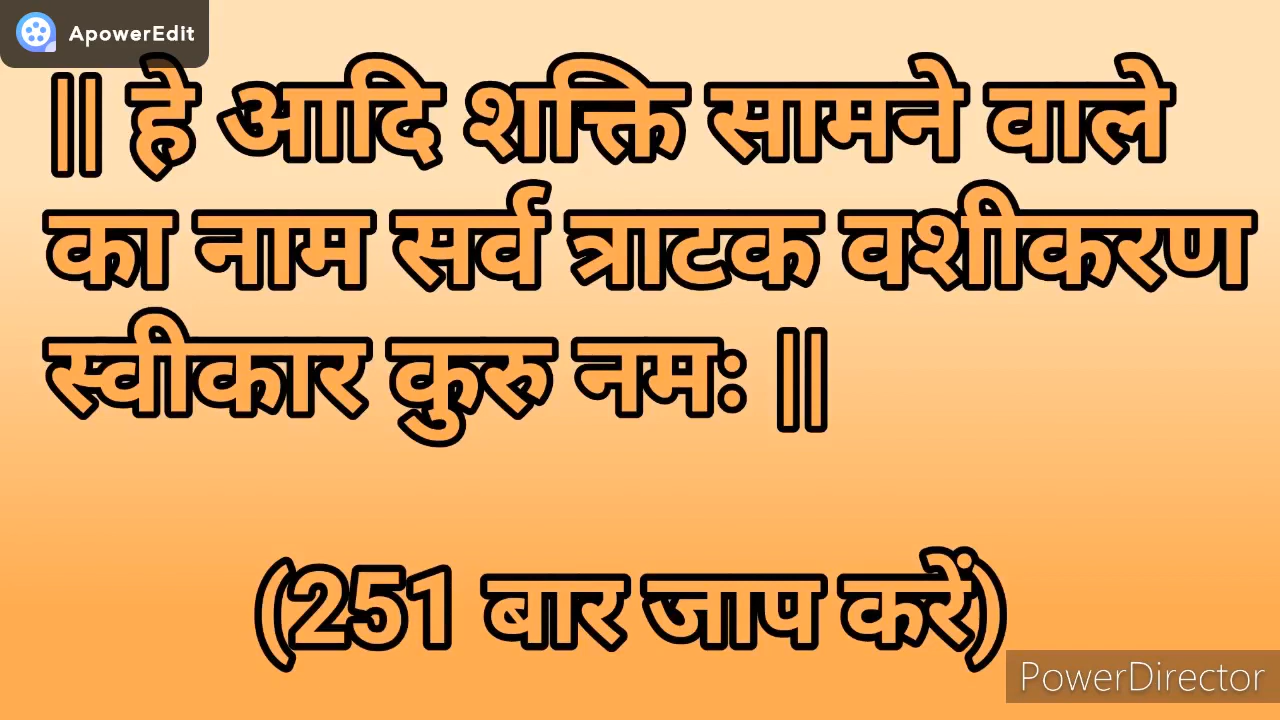 ApowerEdit
|| हे आदि शक्ति सामने वाले
का नाम सर्व त्राटक वशीकरण
स्वीकार कुरु नमः ||
(251 बार जाप करें)
PowerDirector